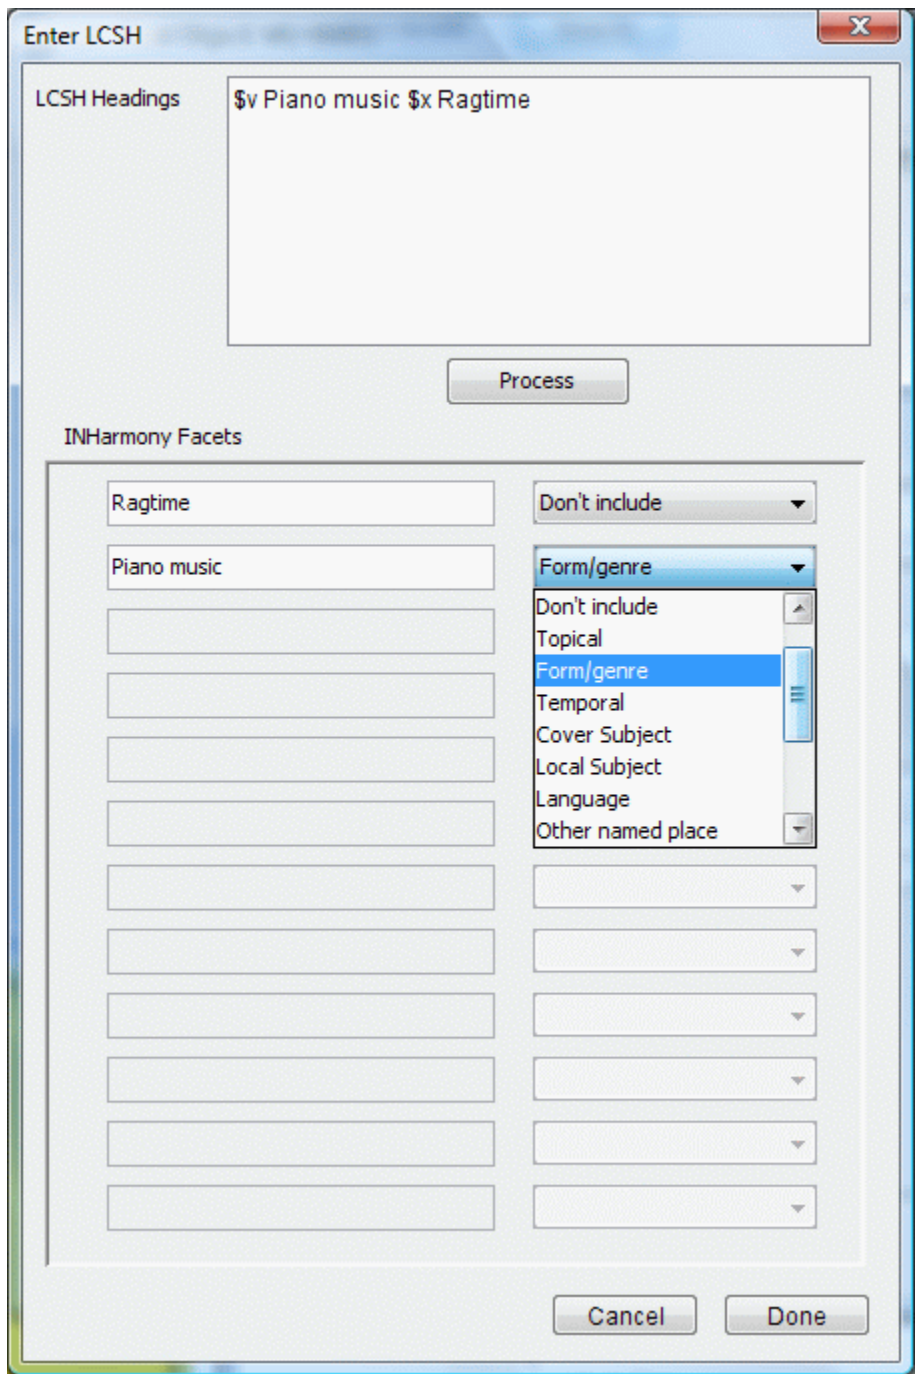 Enter LCSH
LCSH Headings
$v Piano music $x Ragtime
Process
INHarmony Facets
Ragtime
Don't include
Piano music
Form/genre
Don't include
Topical
Form/genre
Temporal
Cover Subject
Local Subject
Language
Other named place
Cancel
Done